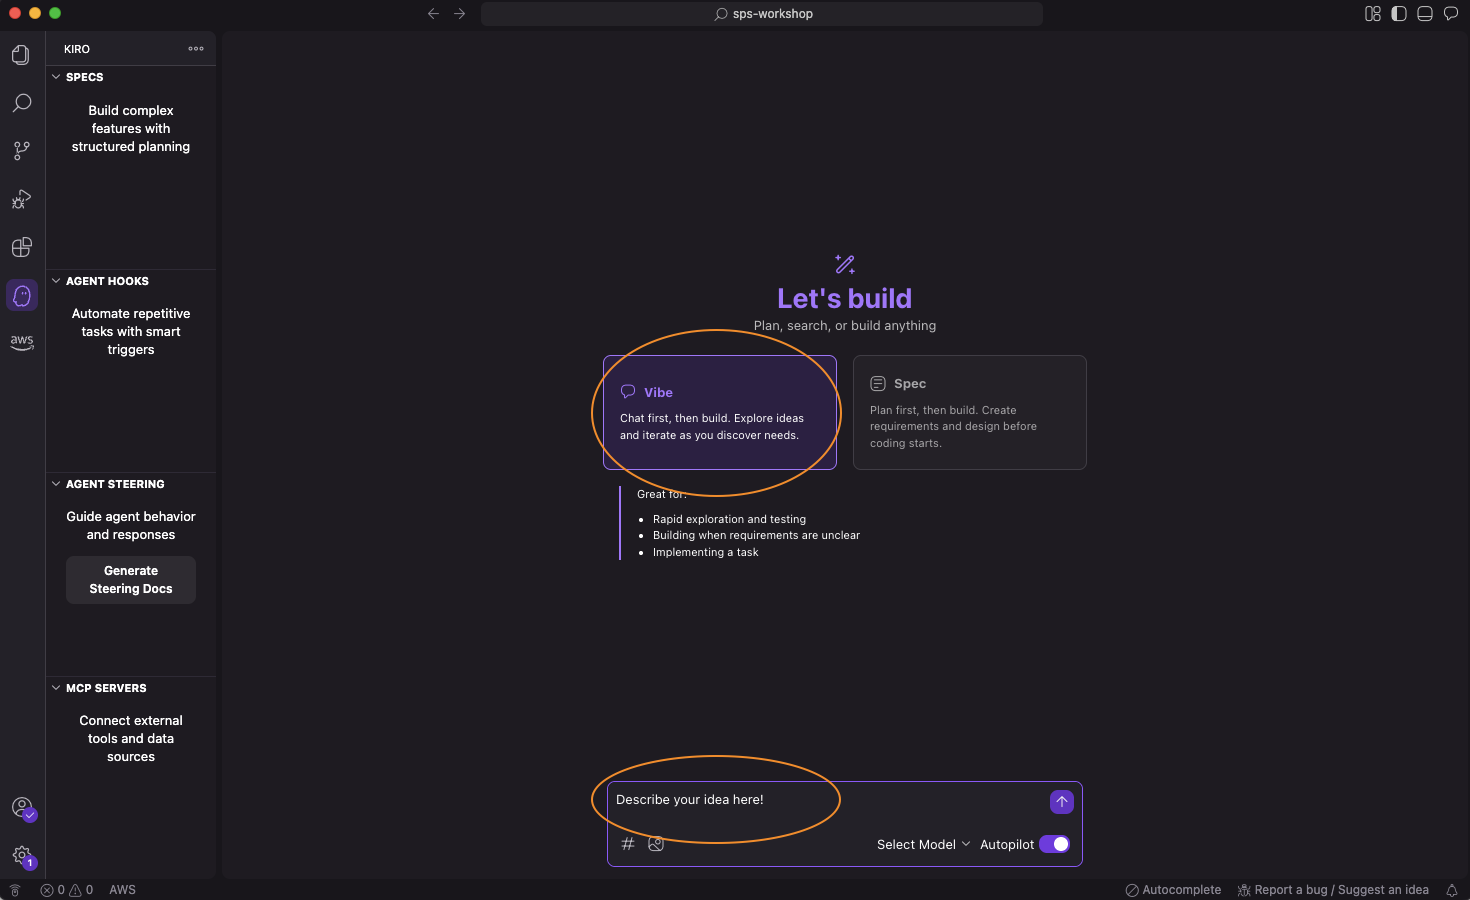 sps-workshop
KIRO
SPECS
Build complex
features with
structured planning
AGENT HOOKS
Automate repetitive
tasks with smart
triggers
AGENT STEERING
Guide agent behavior
and responses
Generate
Steering Docs
MCP SERVERS
Connect external
tools and data
sources
aws
1
Let's build
Plan, search, or build anything
Vibe
Chat first, then build. Explore ideas
and iterate as you discover needs.
Spec
Plan first, then build. Create
requirements and design before
coding starts.
Great for:
Rapid exploration and testing
Building when requirements are unclear
Implementing a task
Describe your idea here!
# Select Model Autopilot
0 0 AWS
Autocomplete Report a bug / Suggest an idea